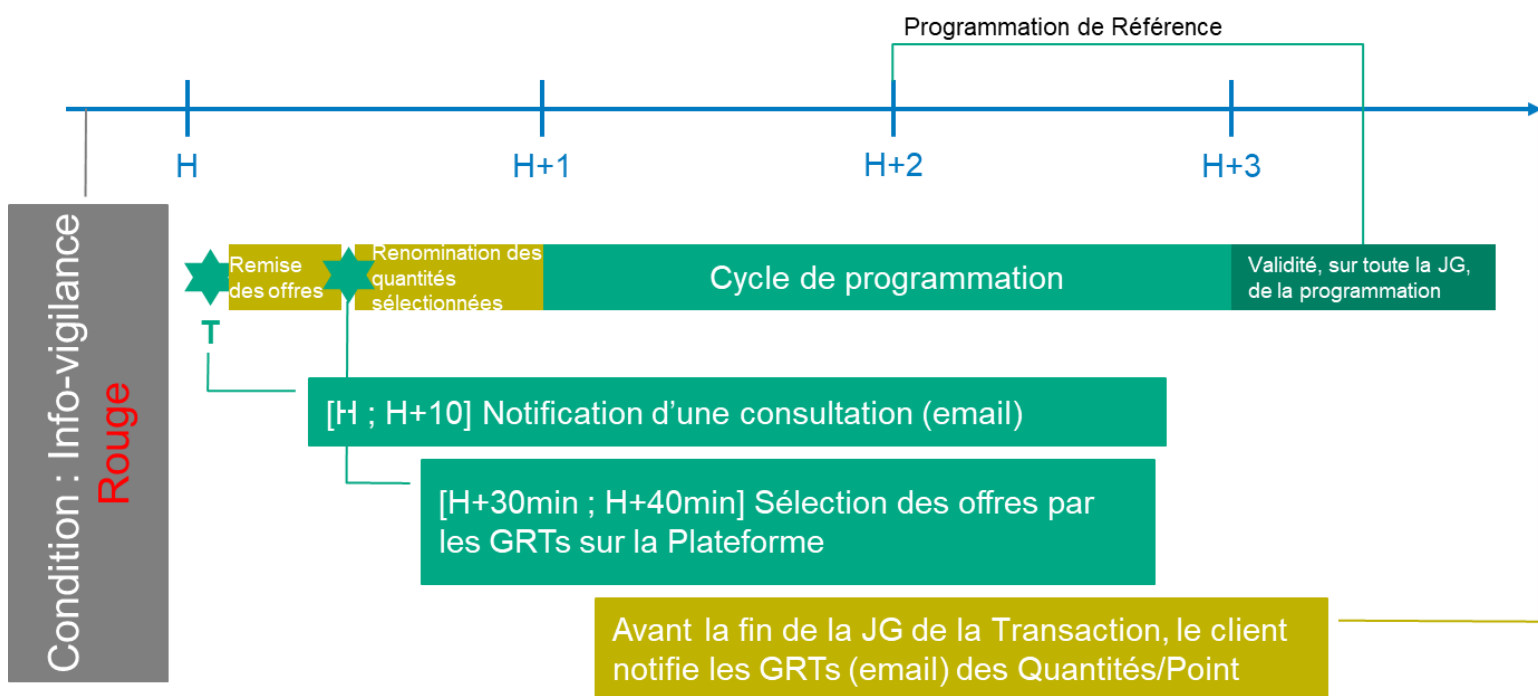 Programmation de Référence
H
H+1
H+2
H+3
Condition : Info-vigilance
Rouge
Remise
des offres
Renomination des
quantités
sélectionnées
Cycle de programmation
Validité, sur toute la JG,
de la programmation
T
[H ; H+10] Notification d’une consultation (email)
[H+30min ; H+40min] Sélection des offres par
les GRTs sur la Plateforme
Avant la fin de la JG de la Transaction, le client
notifie les GRTs (email) des Quantités/Point